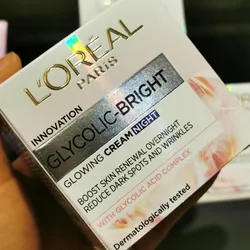 L'ORÉAL
PARIS
INNOVATION
GLYCOLIC-BRIGHT
GLOWING CREAM NIGHT
BOOST SKIN RENEWAL OVERNIGHT
REDUCE DARK SPOTS AND WRINKLES
WITH GLYCOLIC ACID COMPLEX
Dermatologically tested